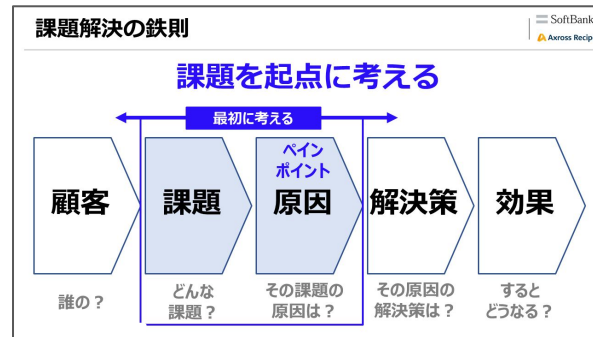 課題解決の鉄則
SoftBank
Axross Recipe
課題を起点に考える
最初に考える
ペイン
ポイント
顧客
課題
原因
解決策
効果
誰の？
どんな
課題？
その課題の
原因は？
その原因の
解決策は？
すると
どうなる？